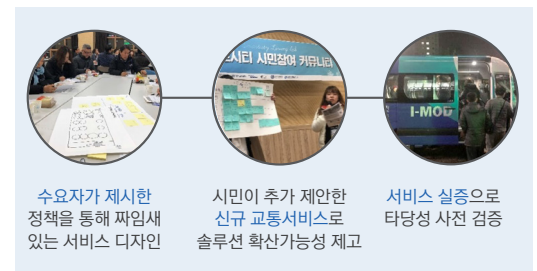 시티 시민참여 커뮤니티
I-MOD
수요자가 제시한
정책을 통해 짜임새
있는 서비스 디자인
시민이 추가 제안한
신규 교통서비스로
솔루션 확산가능성 제고
서비스 실증으로
타당성 사전 검증